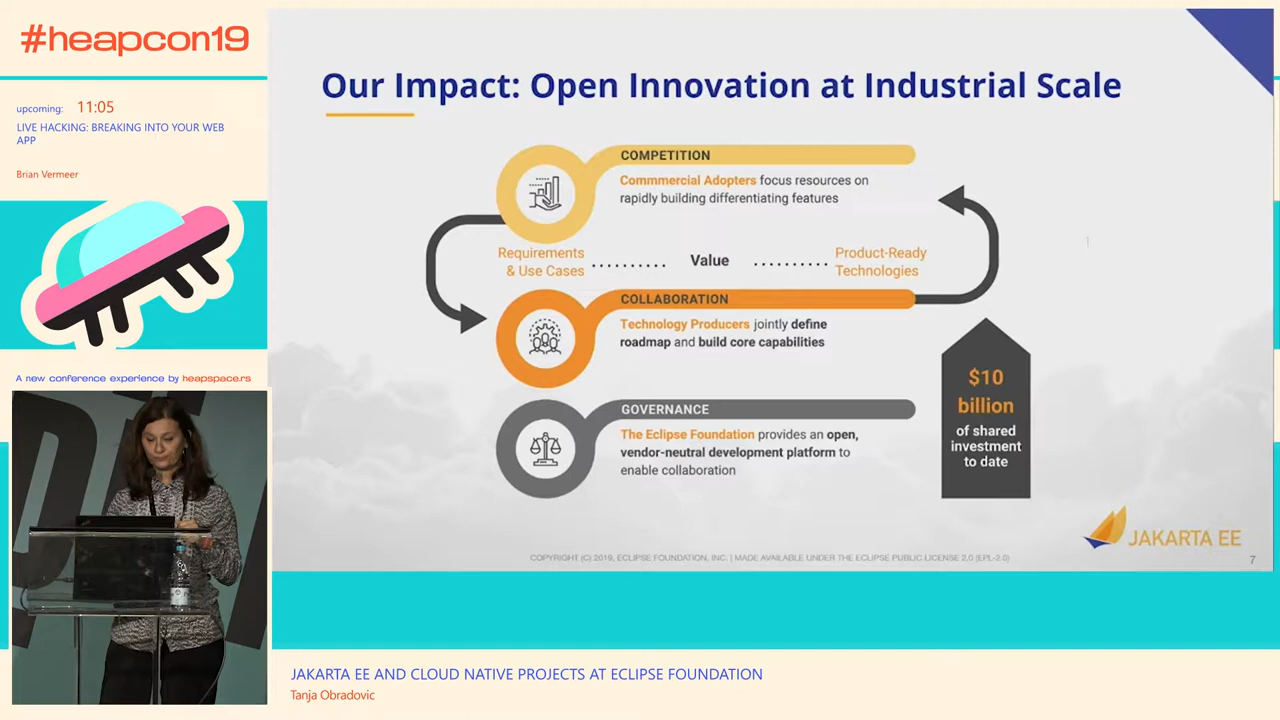 #heapcon19
upcoming: 11:05
LIVE HACKING: BREAKING INTO YOUR WEB
APP
Brian Vermeer
A new conference experience by heapspace.rs
Our Impact: Open Innovation at Industrial Scale
COMPETITION
Commmercial Adopters focus resources on
rapidly building differentiating features
Requirements
& Use Cases
.......... Value ..........
Product-Ready
Technologies
COLLABORATION
Technology Producers jointly define
roadmap and build core capabilities
GOVERNANCE
The Eclipse Foundation provides an open,
vendor-neutral development platform to
enable collaboration
$10
billion
of shared
investment
to date
JAKARTA EE
COPYRIGHT (C) 2019, ECLIPSE FOUNDATION, INC. | MADE AVAILABLE UNDER THE ECLIPSE PUBLIC LICENSE 2.0 (EPL-2.0)
7
JAKARTA EE AND CLOUD NATIVE PROJECTS AT ECLIPSE FOUNDATION
Tanja Obradovic